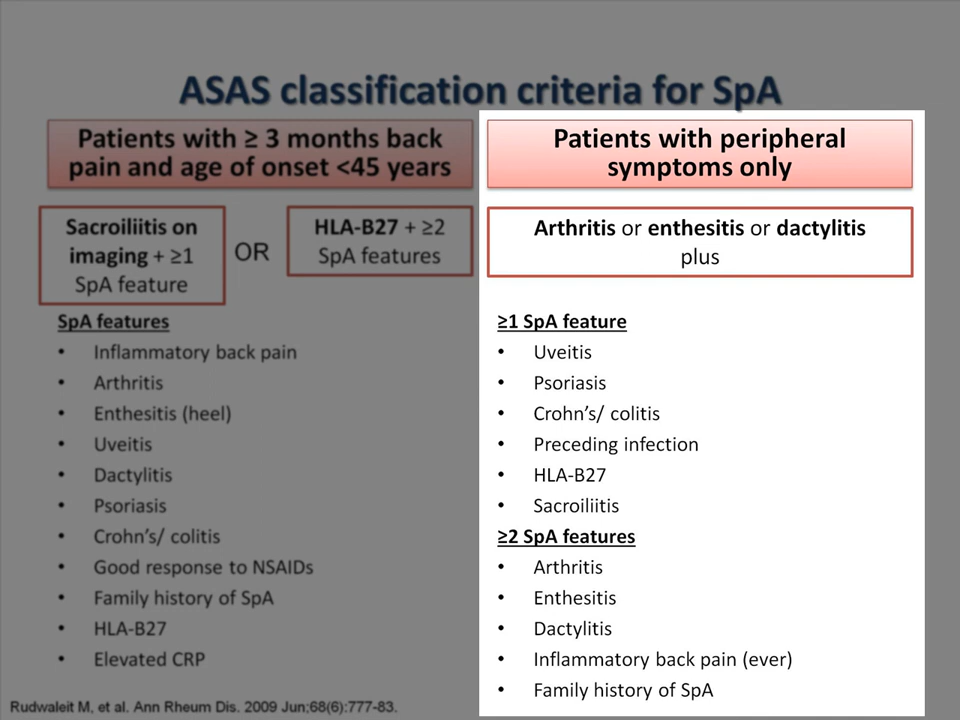 ASAS classification criteria for SpA
Patients with ≥ 3 months back
pain and age of onset <45 years
Sacroiliitis on
imaging + ≥1
SpA feature
OR
HLA-B27 + ≥2
SpA features
SpA features
• Inflammatory back pain
• Arthritis
• Enthesitis (heel)
• Uveitis
• Dactylitis
• Psoriasis
• Crohn’s/ colitis
• Good response to NSAIDs
• Family history of SpA
• HLA-B27
• Elevated CRP
Patients with peripheral
symptoms only
Arthritis or enthesitis or dactylitis
plus
≥1 SpA feature
• Uveitis
• Psoriasis
• Crohn’s/ colitis
• Preceding infection
• HLA-B27
• Sacroiliitis
≥2 SpA features
• Arthritis
• Enthesitis
• Dactylitis
• Inflammatory back pain (ever)
• Family history of SpA
Rudwaleit M, et al. Ann Rheum Dis. 2009 Jun;68(6):777-83.